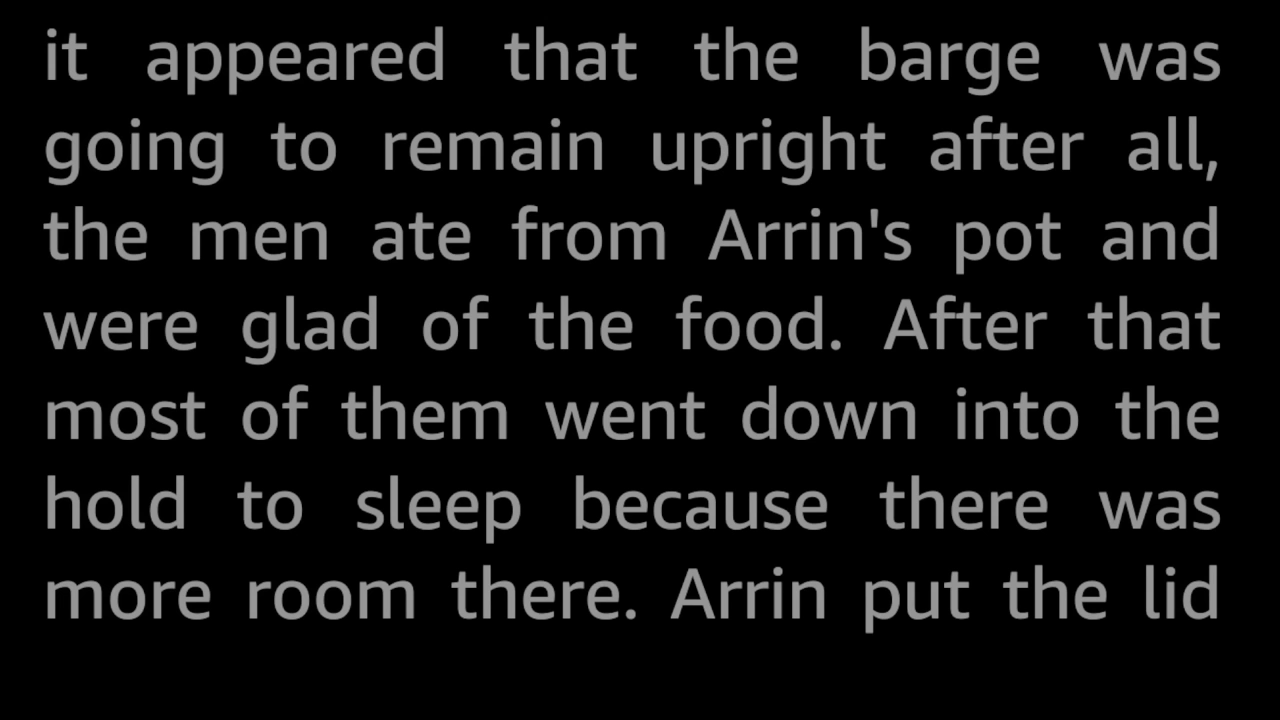 it appeared that the barge was
going to remain upright after all,
the men ate from Arrin's pot and
were glad of the food. After that
most of them went down into the
hold to sleep because there was
more room there. Arrin put the lid